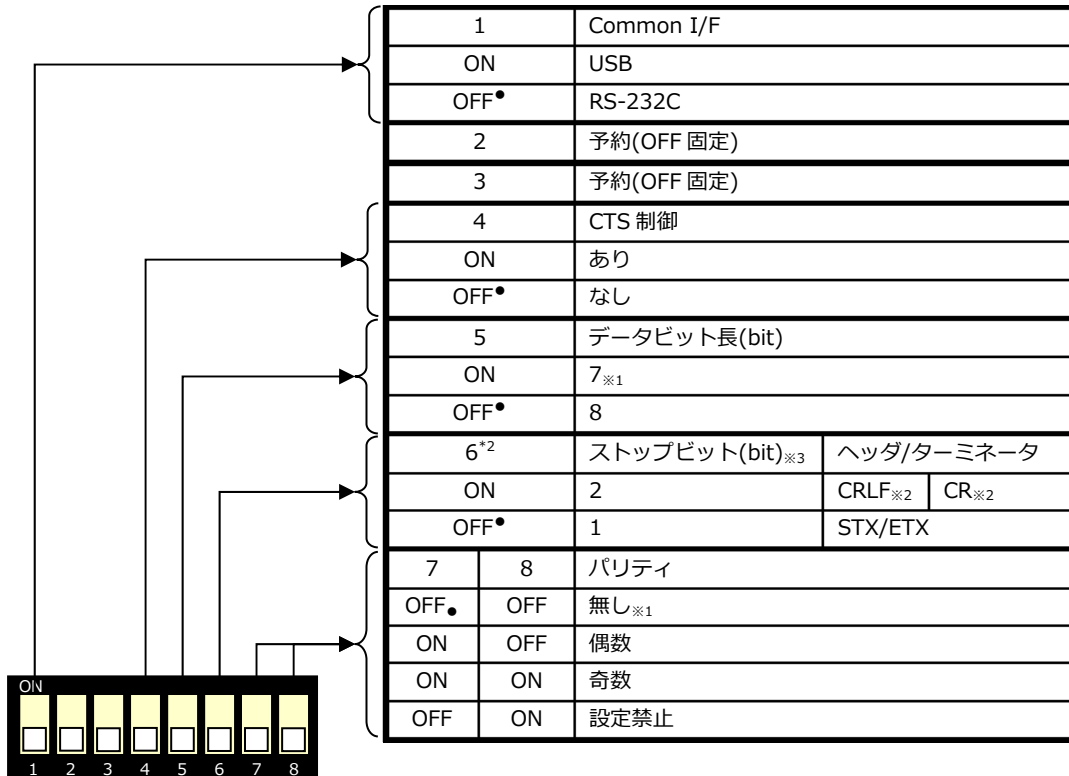 1 Common I/F
ON USB
OFF● RS-232C
2 予約(OFF 固定)
3 予約(OFF 固定)
4 CTS 制御
ON あり
OFF● なし
5 データビット長(bit)
ON 7※1
OFF● 8
6*2 ストップビット(bit)※3 ヘッダ/ターミネータ
ON 2 CRLF※2 CR※2
OFF● 1 STX/ETX
7 8 パリティ
OFF● OFF 無し※1
ON OFF 偶数
ON ON 奇数
OFF ON 設定禁止
ON
1 2 3 4 5 6 7 8